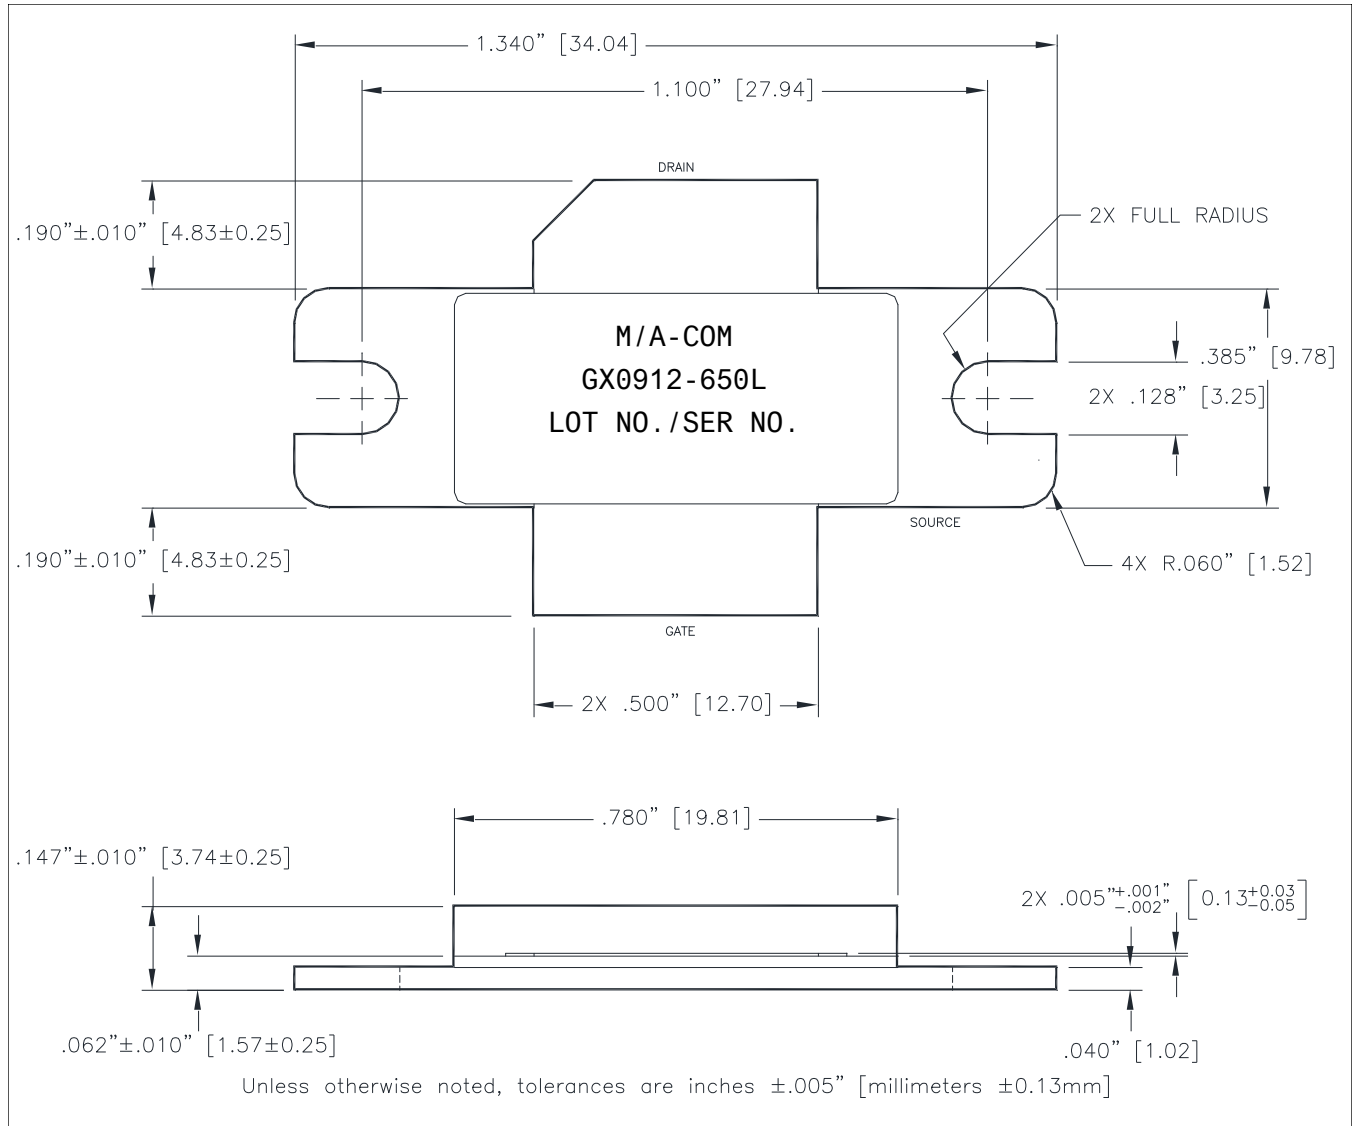 1.340” [34.04]
1.100” [27.94]
DRAIN
2X FULL RADIUS
.190”±.010” [4.83±0.25]
M/A-COM
GX0912-650L
LOT NO./SER NO.
.385” [9.78]
2X .128” [3.25]
SOURCE
.190”±.010” [4.83±0.25]
4X R.060” [1.52]
GATE
2X .500” [12.70]
.780” [19.81]
.147”±.010” [3.74±0.25]
2X .005”+.001” -.002” [0.13+0.03 -0.05]
.062”±.010” [1.57±0.25]
.040” [1.02]
Unless otherwise noted, tolerances are inches ±.005” [millimeters ±0.13mm]